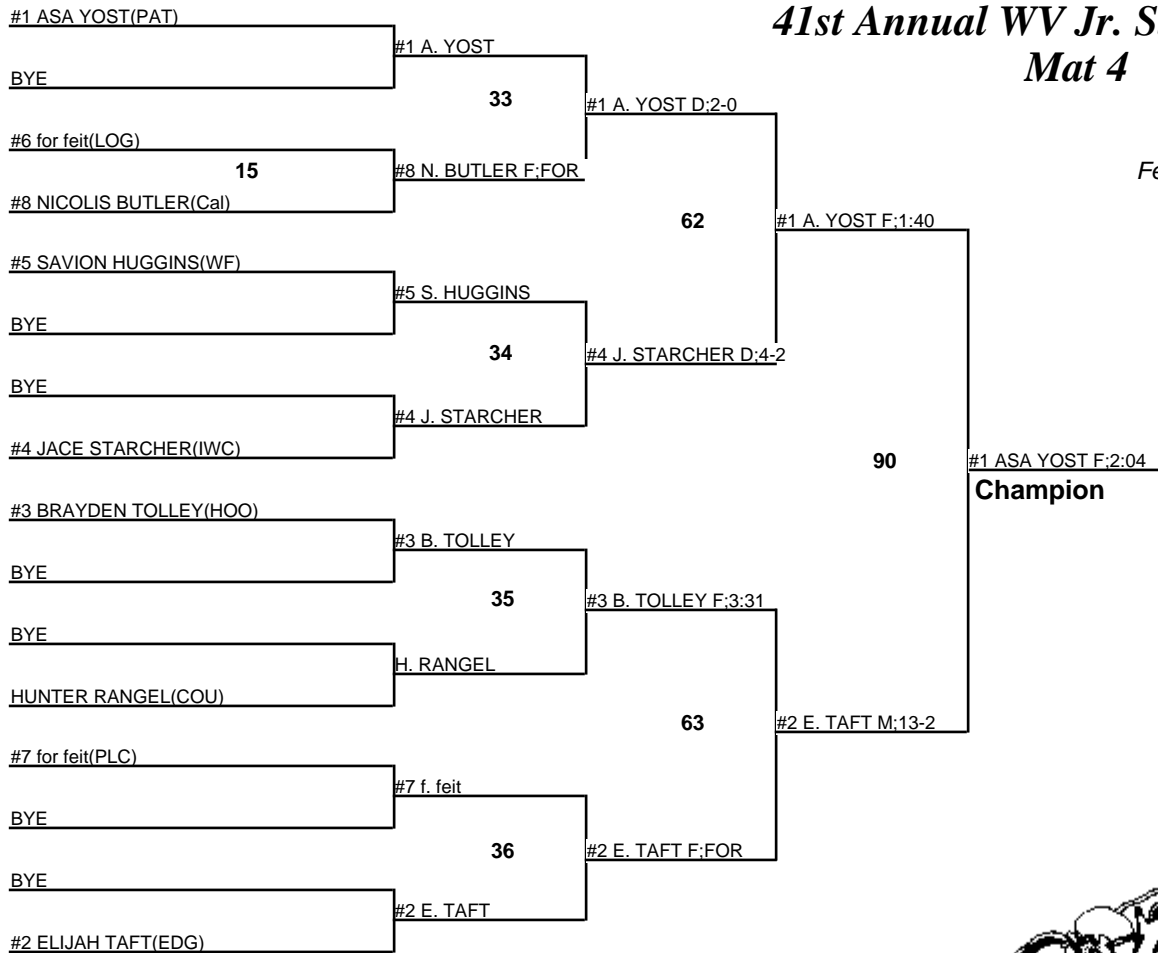 41st Annual WV Jr. S
Mat 4
Fe
#1 ASA YOST(PAT)
BYE
#6 for feit(LOG)
15
#8 NICOLIS BUTLER(Cal)
#5 SAVION HUGGINS(WF)
BYE
BYE
#4 JACE STARCHER(IWC)
#3 BRAYDEN TOLLEY(HOO)
BYE
BYE
HUNTER RANGEL(COU)
#7 for feit(PLC)
BYE
BYE
#2 ELIJAH TAFT(EDG)
#1 A. YOST
33
#8 N. BUTLER F;FOR
#5 S. HUGGINS
34
#4 J. STARCHER
#3 B. TOLLEY
35
H. RANGEL
#7 f. feit
36
#2 E. TAFT
#1 A. YOST D;2-0
62
#4 J. STARCHER D;4-2
#3 B. TOLLEY F;3:31
63
#2 E. TAFT F;FOR
#1 A. YOST F;1:40
90
#2 E. TAFT M;13-2
#1 ASA YOST F;2:04
Champion